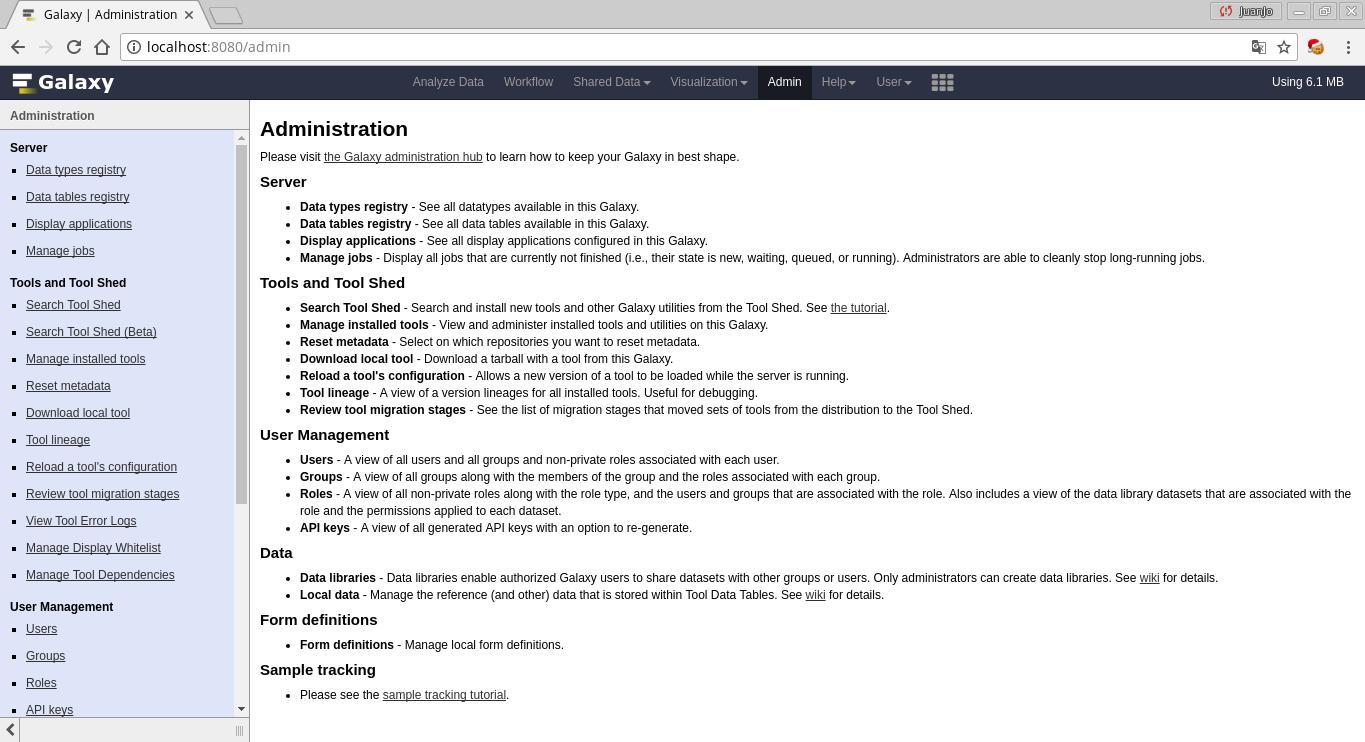 Galaxy | Administration
JuanJo
localhost:8080/admin
Galaxy
Analyze Data Workflow Shared Data Visualization Admin Help User
Using 6.1 MB
Administration
Server
Data types registry
Data tables registry
Display applications
Manage jobs
Tools and Tool Shed
Search Tool Shed
Search Tool Shed (Beta)
Manage installed tools
Reset metadata
Download local tool
Tool lineage
Reload a tool's configuration
Review tool migration stages
View Tool Error Logs
Manage Display Whitelist
Manage Tool Dependencies
User Management
Users
Groups
Roles
API keys
Administration
Please visit the Galaxy administration hub to learn how to keep your Galaxy in best shape.
Server
Data types registry - See all datatypes available in this Galaxy.
Data tables registry - See all data tables available in this Galaxy.
Display applications - See all display applications configured in this Galaxy.
Manage jobs - Display all jobs that are currently not finished (i.e., their state is new, waiting, queued, or running). Administrators are able to cleanly stop long-running jobs.
Tools and Tool Shed
Search Tool Shed - Search and install new tools and other Galaxy utilities from the Tool Shed. See the tutorial.
Manage installed tools - View and administer installed tools and utilities on this Galaxy.
Reset metadata - Select on which repositories you want to reset metadata.
Download local tool - Download a tarball with a tool from this Galaxy.
Reload a tool's configuration - Allows a new version of a tool to be loaded while the server is running.
Tool lineage - A view of a version lineages for all installed tools. Useful for debugging.
Review tool migration stages - See the list of migration stages that moved sets of tools from the distribution to the Tool Shed.
User Management
Users - A view of all users and all groups and non-private roles associated with each user.
Groups - A view of all groups along with the members of the group and the roles associated with each group.
Roles - A view of all non-private roles along with the role type, and the users and groups that are associated with the role. Also includes a view of the data library datasets that are associated with the
role and the permissions applied to each dataset.
API keys - A view of all generated API keys with an option to re-generate.
Data
Data libraries - Data libraries enable authorized Galaxy users to share datasets with other groups or users. Only administrators can create data libraries. See wiki for details.
Local data - Manage the reference (and other) data that is stored within Tool Data Tables. See wiki for details.
Form definitions
Form definitions - Manage local form definitions.
Sample tracking
Please see the sample tracking tutorial.